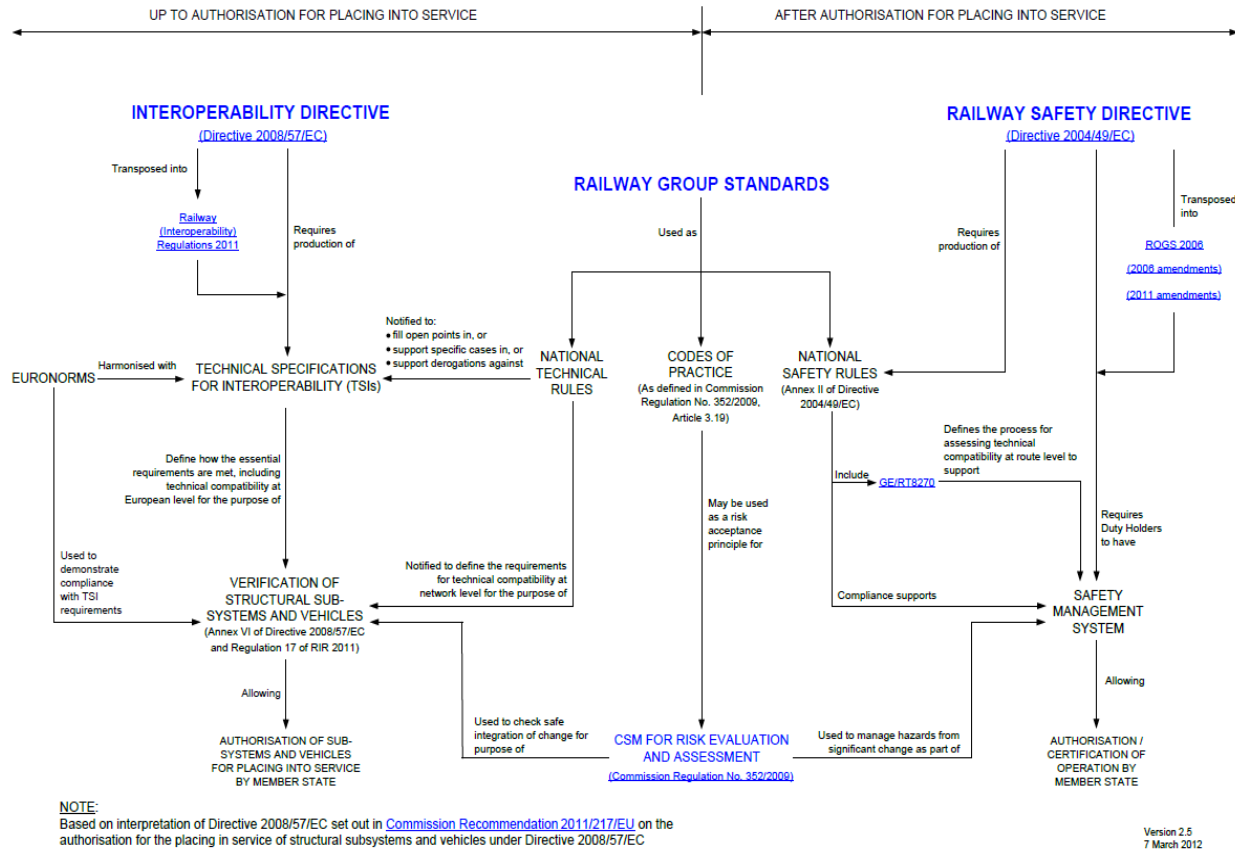 UP TO AUTHORISATION FOR PLACING INTO SERVICE
AFTER AUTHORISATION FOR PLACING INTO SERVICE
INTEROPERABILITY DIRECTIVE
(Directive 2008/57/EC)
RAILWAY SAFETY DIRECTIVE
(Directive 2004/49/EC)
Transposed into
RAILWAY GROUP STANDARDS
Transposed
into
Railway
(Interoperability)
Regulations 2011
Requires
production of
Used as
Requires
production of
ROGS 2006
(2006 amendments)
(2011 amendments)
Notified to:
• fill open points in, or
• support specific cases in, or
• support derogations against
EURONORMS
Harmonised with
TECHNICAL SPECIFICATIONS
FOR INTEROPERABILITY (TSIs)
NATIONAL
TECHNICAL
RULES
CODES OF
PRACTICE
(As defined in Commission
Regulation No. 352/2009,
Article 3.19)
NATIONAL
SAFETY RULES
(Annex II of Directive
2004/49/EC)
Define how the essential
requirements are met, including
technical compatibility at
European level for the purpose of
Defines the process for
assessing technical
compatibility at route level to
support
Include
GE/RT8270
May be used
as a risk
acceptance
principle for
Requires
Duty Holders
to have
Used to
demonstrate
compliance
with TSI
requirements
VERIFICATION OF
STRUCTURAL SUB-
SYSTEMS AND VEHICLES
(Annex VI of Directive 2008/57/EC
and Regulation 17 of RIR 2011)
Notified to define the requirements
for technical compatibility at
network level for the purpose of
Compliance supports
SAFETY
MANAGEMENT
SYSTEM
Allowing
Allowing
Used to check safe
integration of change for
purpose of
CSM FOR RISK EVALUATION
AND ASSESSMENT
(Commission Regulation No. 352/2009)
Used to manage hazards from
significant change as part of
AUTHORISATION OF SUB-
SYSTEMS AND VEHICLES
FOR PLACING INTO SERVICE
BY MEMBER STATE
AUTHORISATION /
CERTIFICATION OF
OPERATION BY
MEMBER STATE
NOTE:
Based on interpretation of Directive 2008/57/EC set out in Commission Recommendation 2011/217/EU on the
authorisation for the placing in service of structural subsystems and vehicles under Directive 2008/57/EC
Version 2.5
7 March 2012